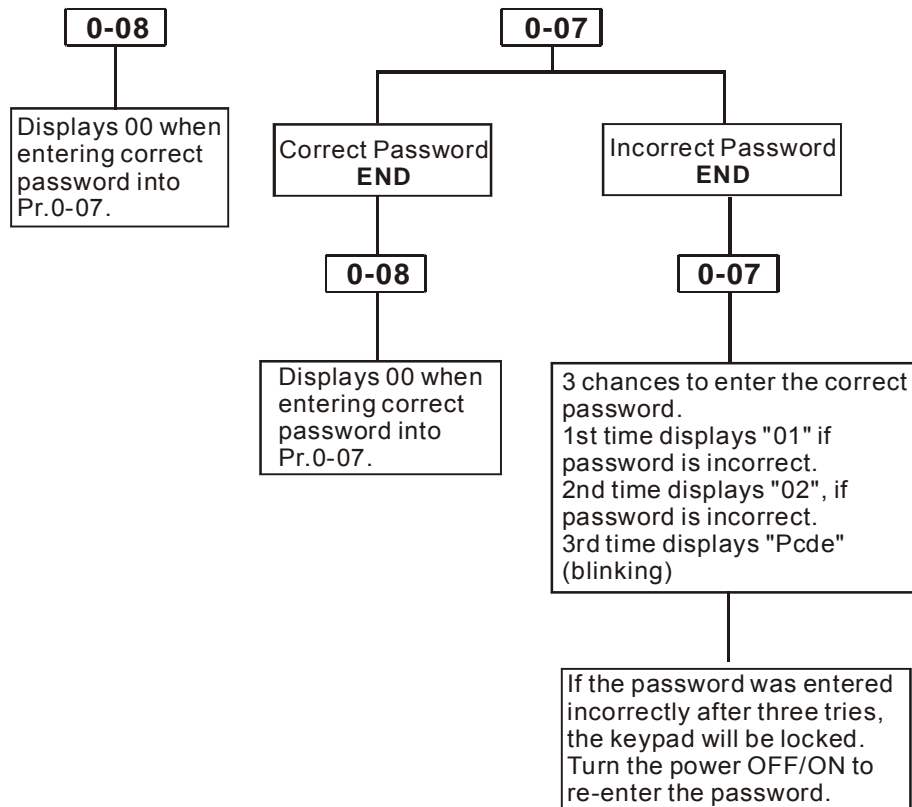 0-08
Displays 00 when
entering correct
password into
Pr.0-07.
0-07
Correct Password
END
0-08
Displays 00 when
entering correct
password into
Pr.0-07.
Incorrect Password
END
0-07
3 chances to enter the correct
password.
1st time displays "01" if
password is incorrect.
2nd time displays "02", if
password is incorrect.
3rd time displays "Pcde"
(blinking)
If the password was entered
incorrectly after three tries,
the keypad will be locked.
Turn the power OFF/ON to
re-enter the password.